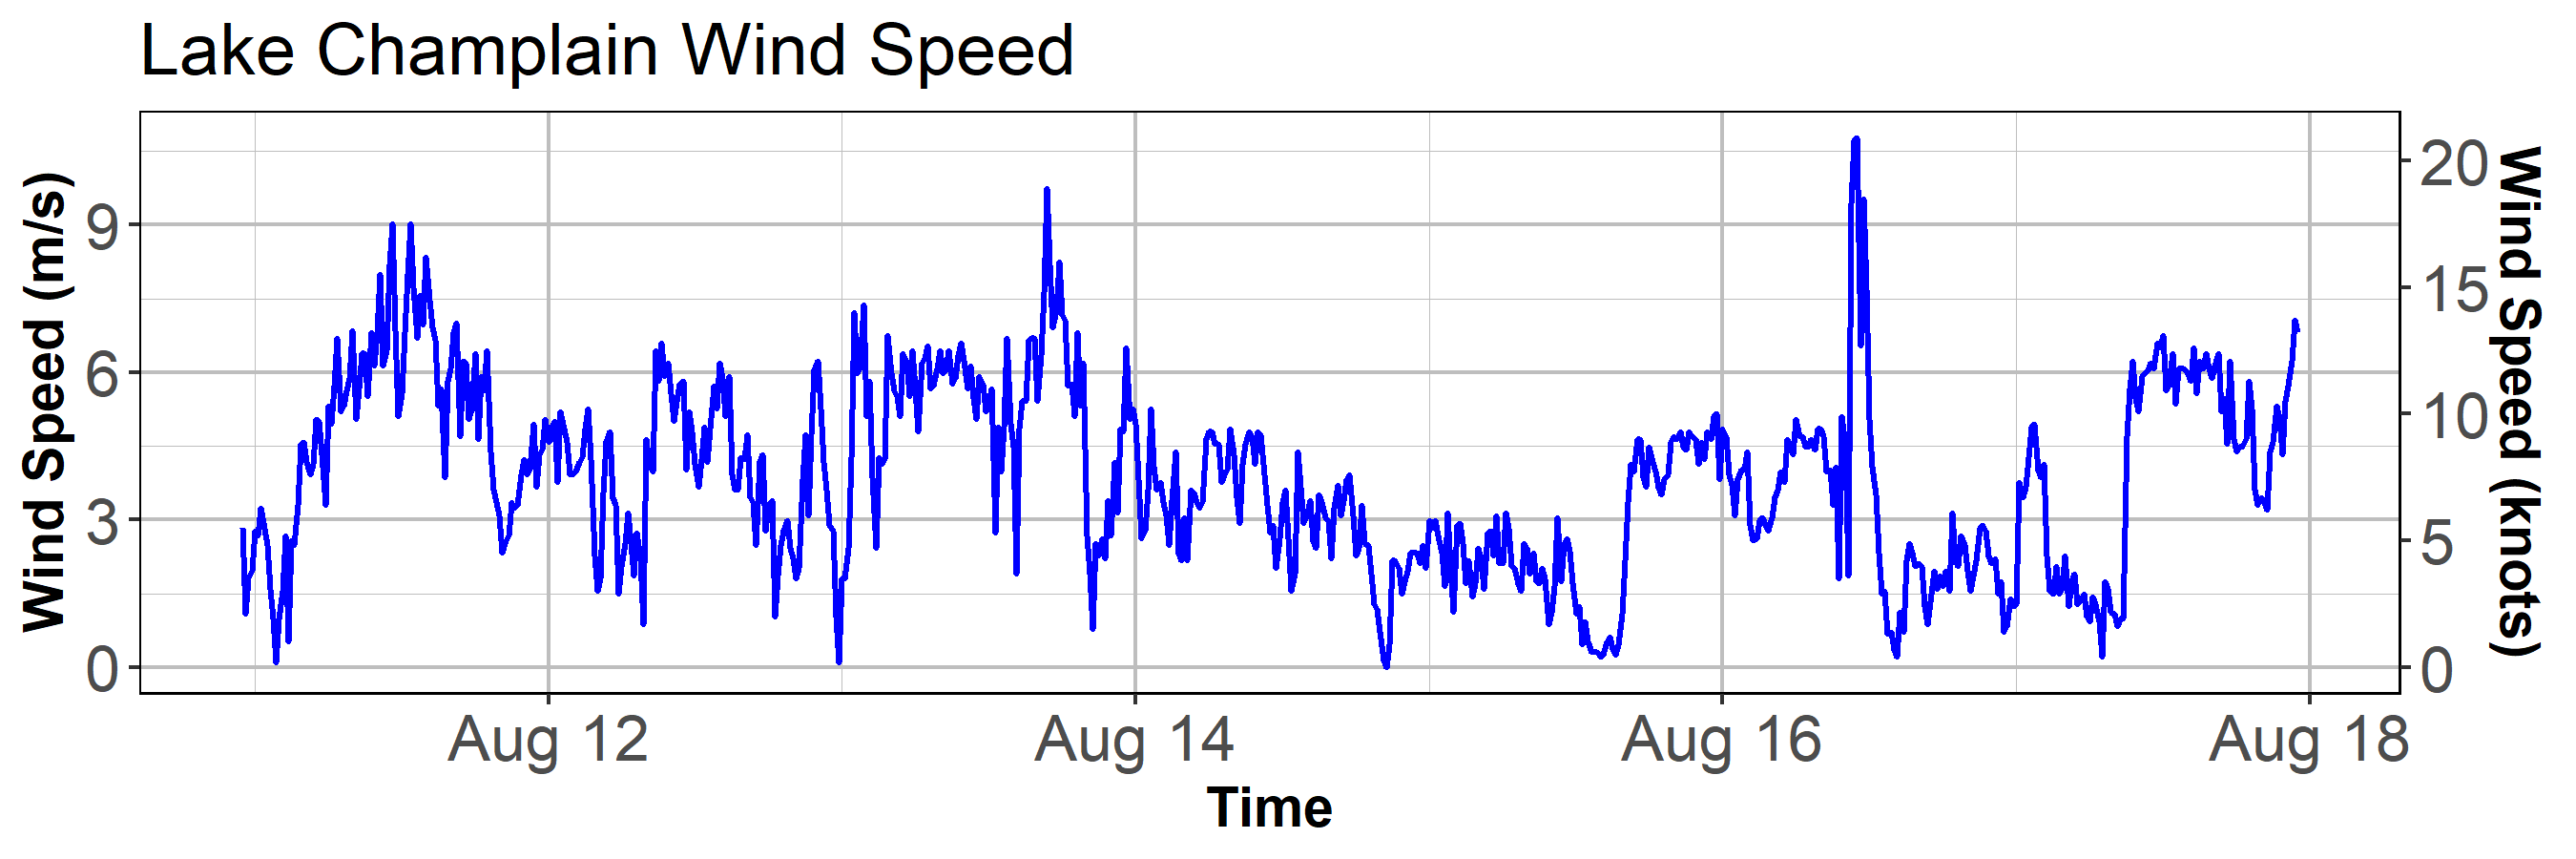 Lake Champlain Wind Speed
Wind Speed (m/s)
9
6
3
0
20
15
10
5
0
Wind Speed (knots)
Aug 12
Aug 14
Aug 16
Aug 18
Time